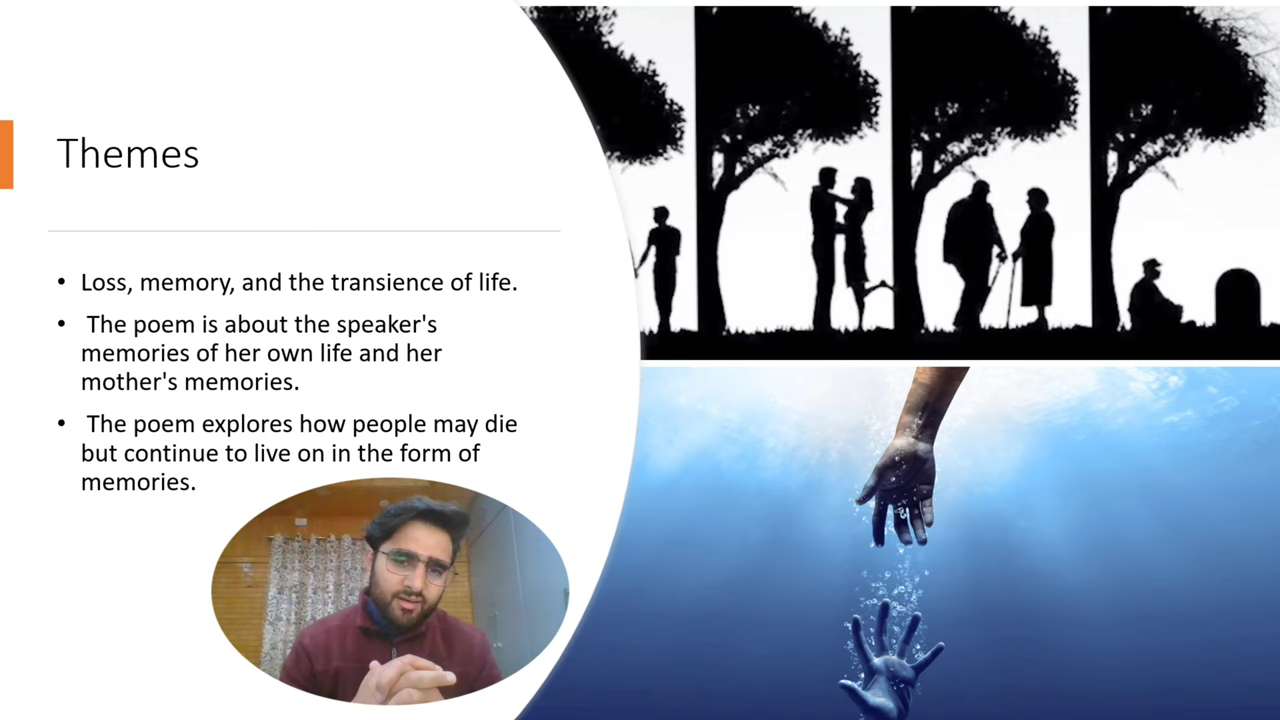 Themes
• Loss, memory, and the transience of life.
• The poem is about the speaker's
memories of her own life and her
mother's memories.
• The poem explores how people may die
but continue to live on in the form of
memories.